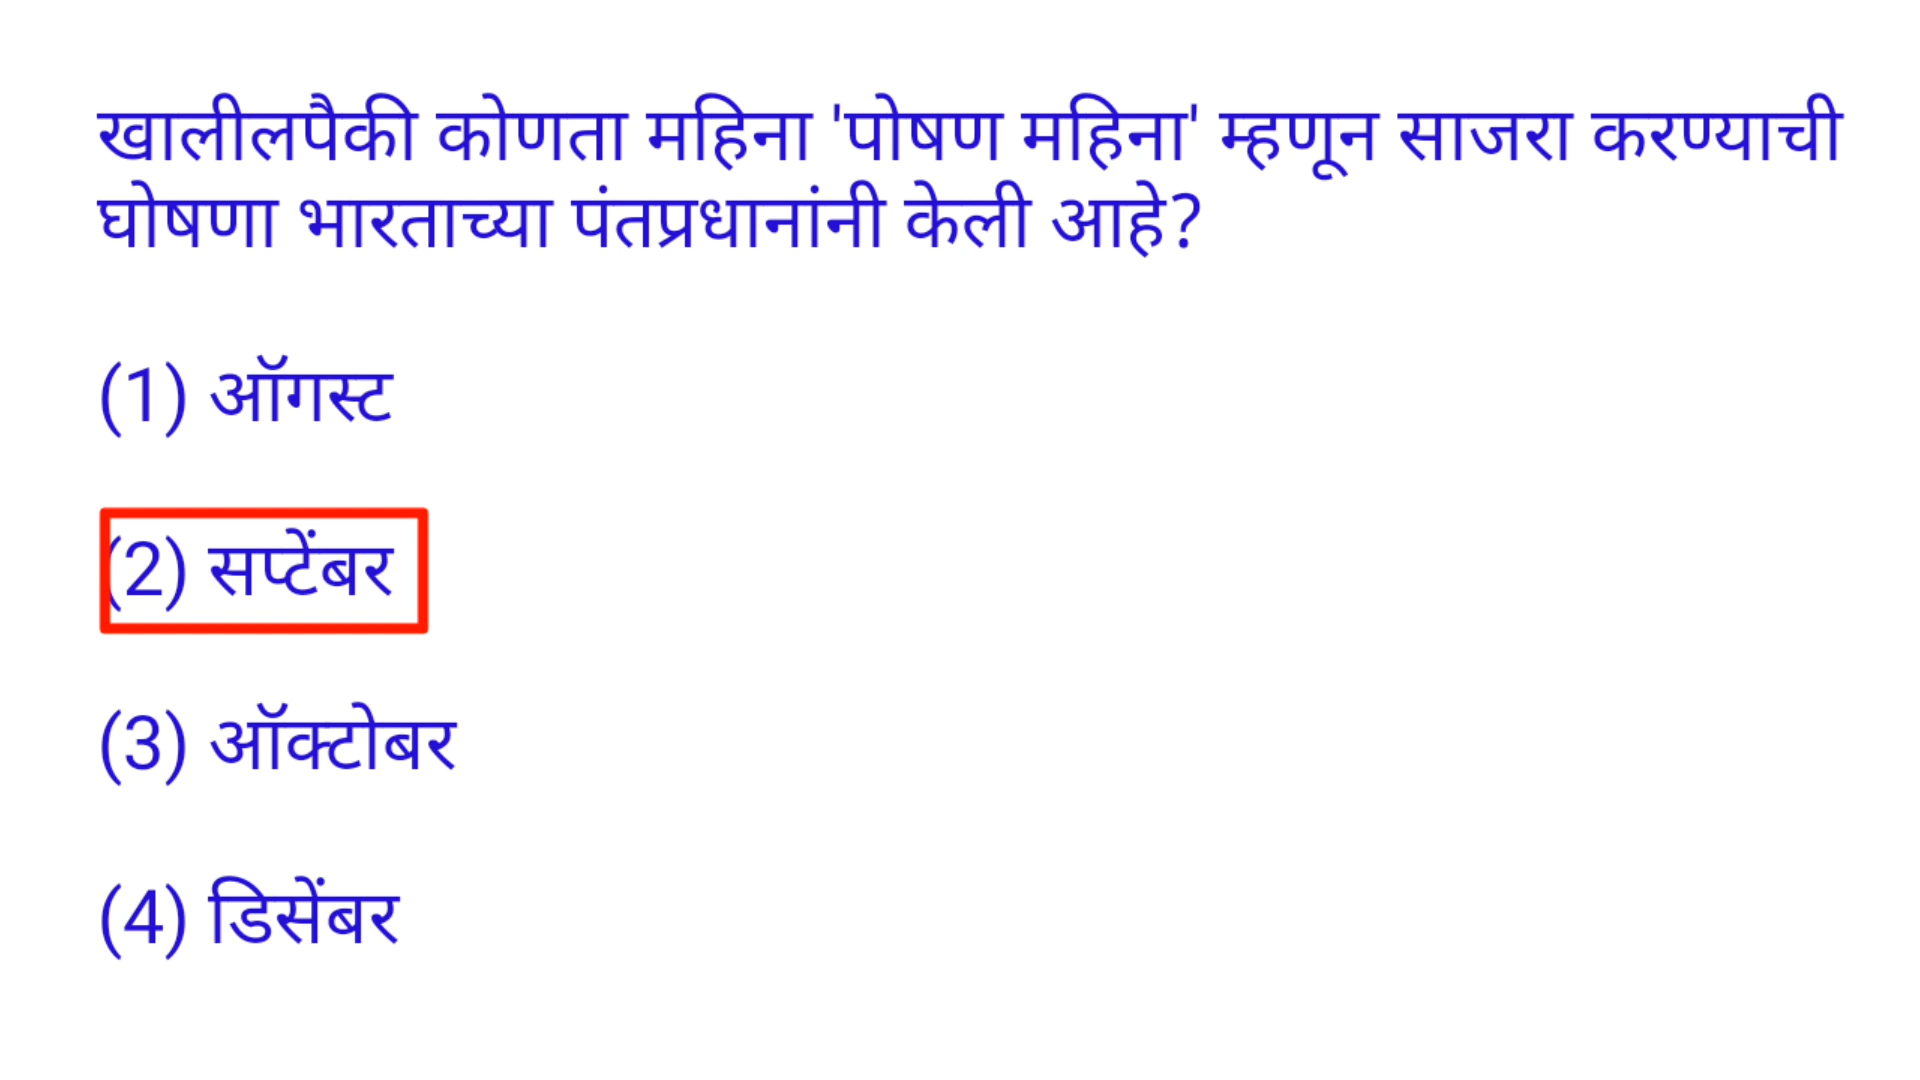 खालीलपैकी कोणता महिना 'पोषण महिना' म्हणून साजरा करण्याची
घोषणा भारताच्या पंतप्रधानांनी केली आहे?
(1) ऑगस्ट
(2) सप्टेंबर
(3) ऑक्टोबर
(4) डिसेंबर